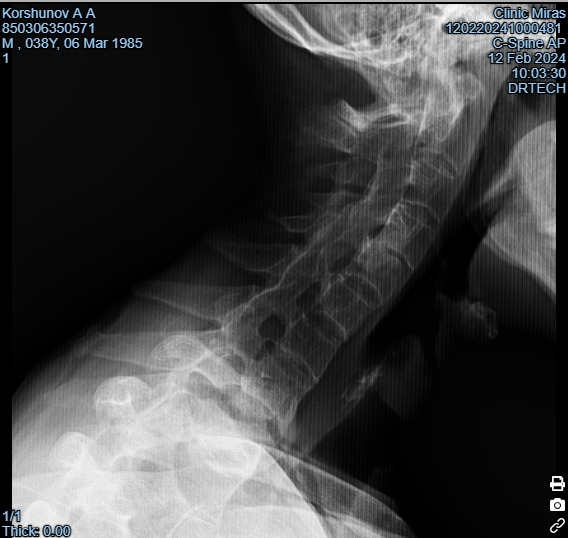 Korshunov A A
850306350571
M , 038Y, 06 Mar 1985
1
Clinic Miras
120220241000481
C-Spine AP
12 Feb 2024
10:03:30
DRTECH
1/1
Thick: 0.00